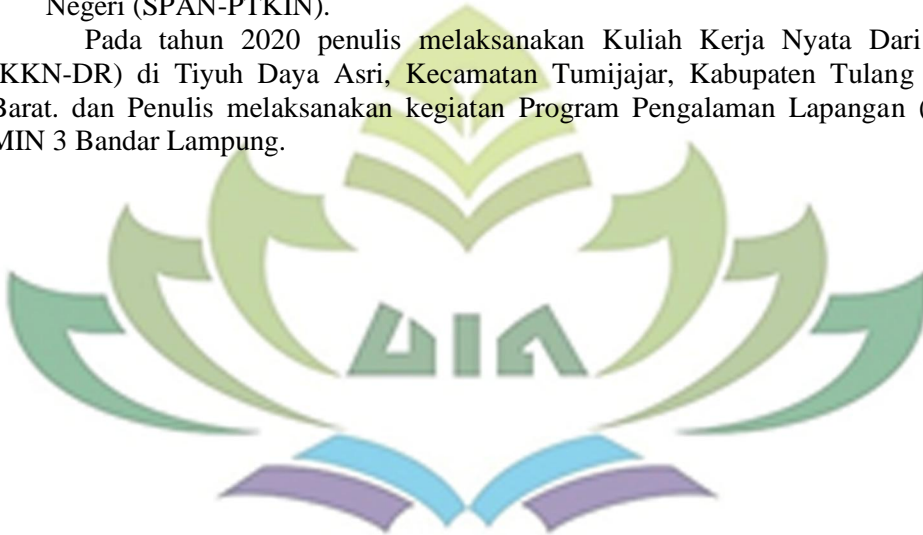 Negeri (SPAN-PTKIN).
Pada tahun 2020 penulis melaksanakan Kuliah Kerja Nyata Dari
KKN-DR) di Tiyuh Daya Asri, Kecamatan Tumijajar, Kabupaten Tulang
Barat. dan Penulis melaksanakan kegiatan Program Pengalaman Lapangan (
MIN 3 Bandar Lampung.
UIN